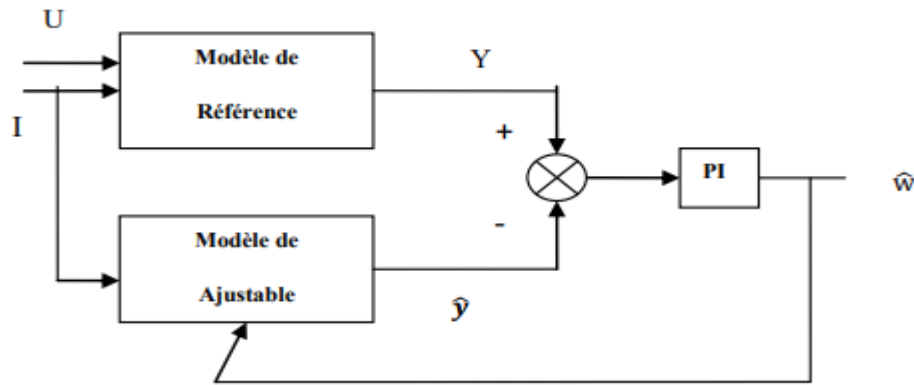 U
Modèle de
Référence
Y
I
+
PI
ŵ
-
Modèle de
Ajustable
ŷ